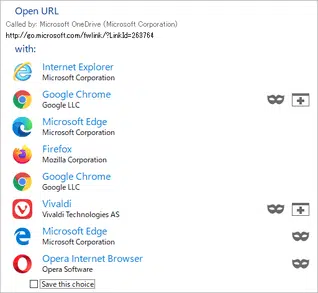 Open URL
Called by: Microsoft OneDrive (Microsoft Corporation)
http://go.microsoft.com/fwlink/?LinkId=263764
with:
Internet Explorer
Microsoft Corporation
Google Chrome
Google LLC
Microsoft Edge
Microsoft Corporation
Firefox
Mozilla Corporation
Google Chrome
Google LLC
Vivaldi
Vivaldi Technologies AS
Microsoft Edge
Microsoft Corporation
Opera Internet Browser
Opera Software
Save this choice